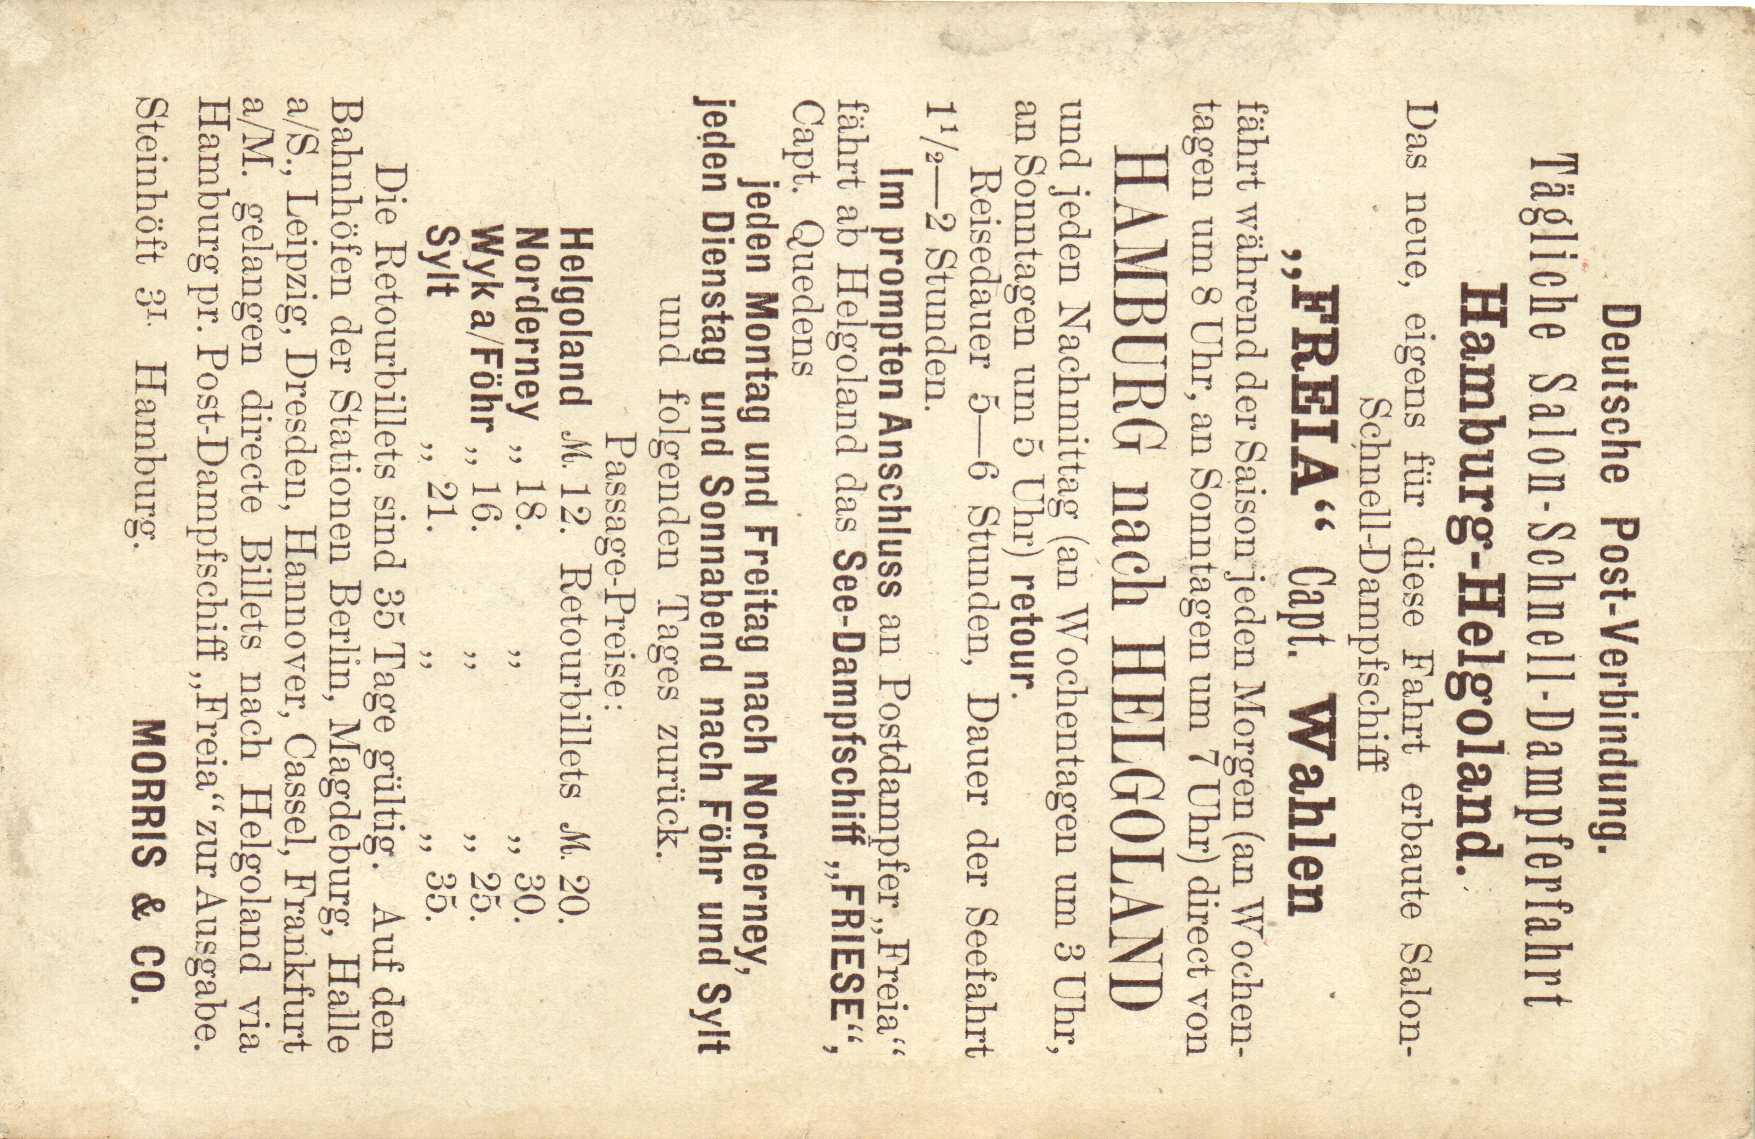 Deutsche Post-Verbindung.
Tägliche Salon-Schnell-Dampferfahrt
Hamburg-Helgoland.
Das neue, eigens für diese Fahrt erbaute Salon-
Schnell-Dampfschiff
„FREIA“ Capt. Wahlen
fährt während der Saison jeden Morgen (an Wochen-
tagen um 8 Uhr, an Sonntagen um 7 Uhr) direct von
HAMBURG nach HELGOLAND
und jeden Nachmittag (an Wochentagen um 3 Uhr,
an Sonntagen um 5 Uhr) retour.
Reisedauer 5—6 Stunden, Dauer der Seefahrt
1½—2 Stunden.
Im prompten Anschluss an Postdampfer „Freia“
fährt ab Helgoland das See-Dampfschiff „FRIESE“,
Capt. Quedens
jeden Montag und Freitag nach Norderney,
jeden Dienstag und Sonnabend nach Föhr und Sylt
und folgenden Tages zurück.
Passage-Preise:
Helgoland M. 12. Retourbillets M. 20.
Norderney „ 18. „ „ 30.
Wyk a/Föhr „ 16. „ „ 25.
Sylt „ 21. „ „ 35.
Die Retourbillets sind 35 Tage gültig. Auf den
Bahnhöfen der Stationen Berlin, Magdeburg, Halle
a/S., Leipzig, Dresden, Hannover, Cassel, Frankfurt
a/M. gelangen directe Billets nach Helgoland via
Hamburg pr. Post-Dampfschiff „Freia“ zur Ausgabe.
Steinhöft 3I. Hamburg. MORRIS & CO.